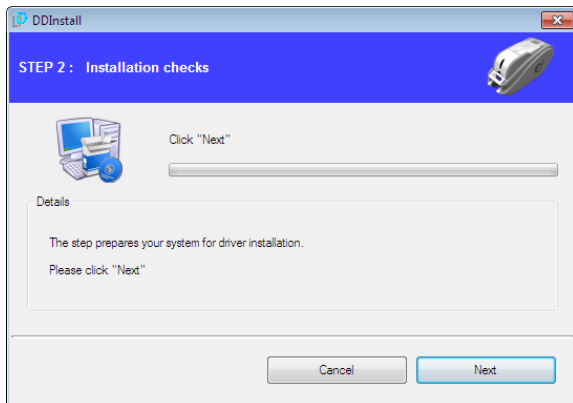 DDInstall
STEP 2 : Installation checks
Click "Next"
Details
The step prepares your system for driver installation.
Please click "Next"
Cancel Next